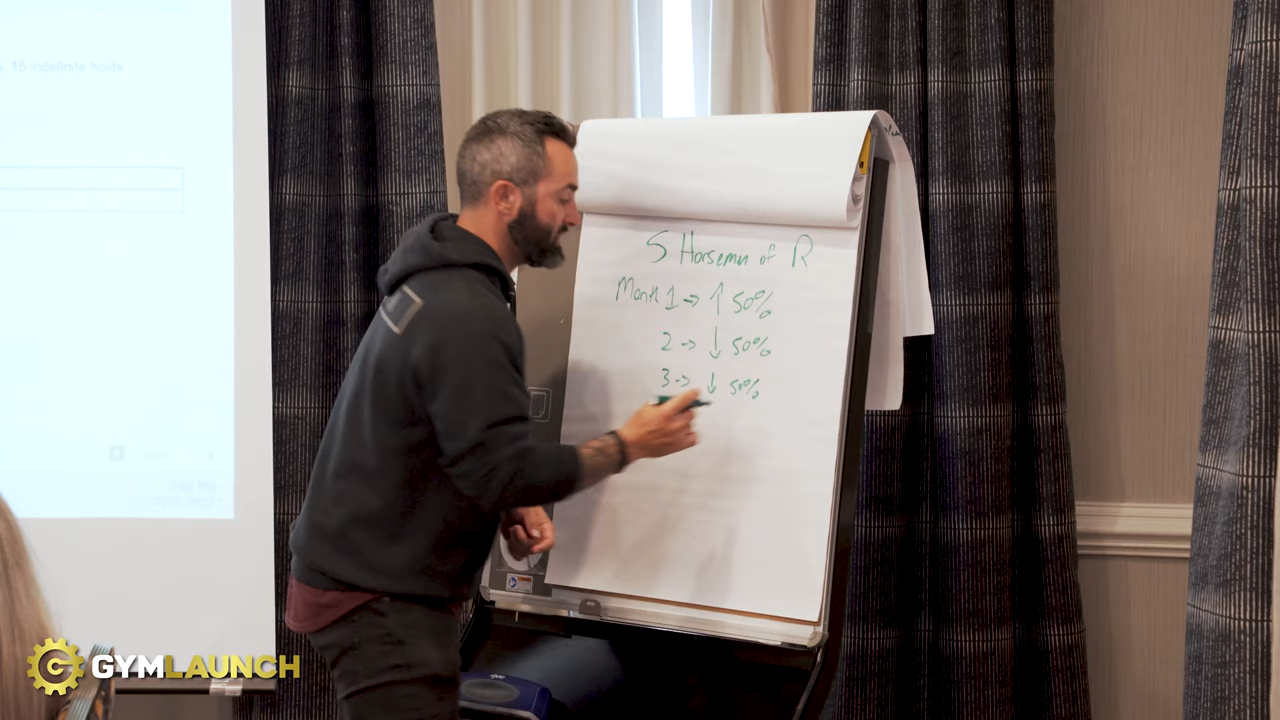 15 indefinite holds
5 Horsemn of R
Month 1 → ↑ 50%
2 → ↓ 50%
3 → ↓ 50%
GYMLAUNCH